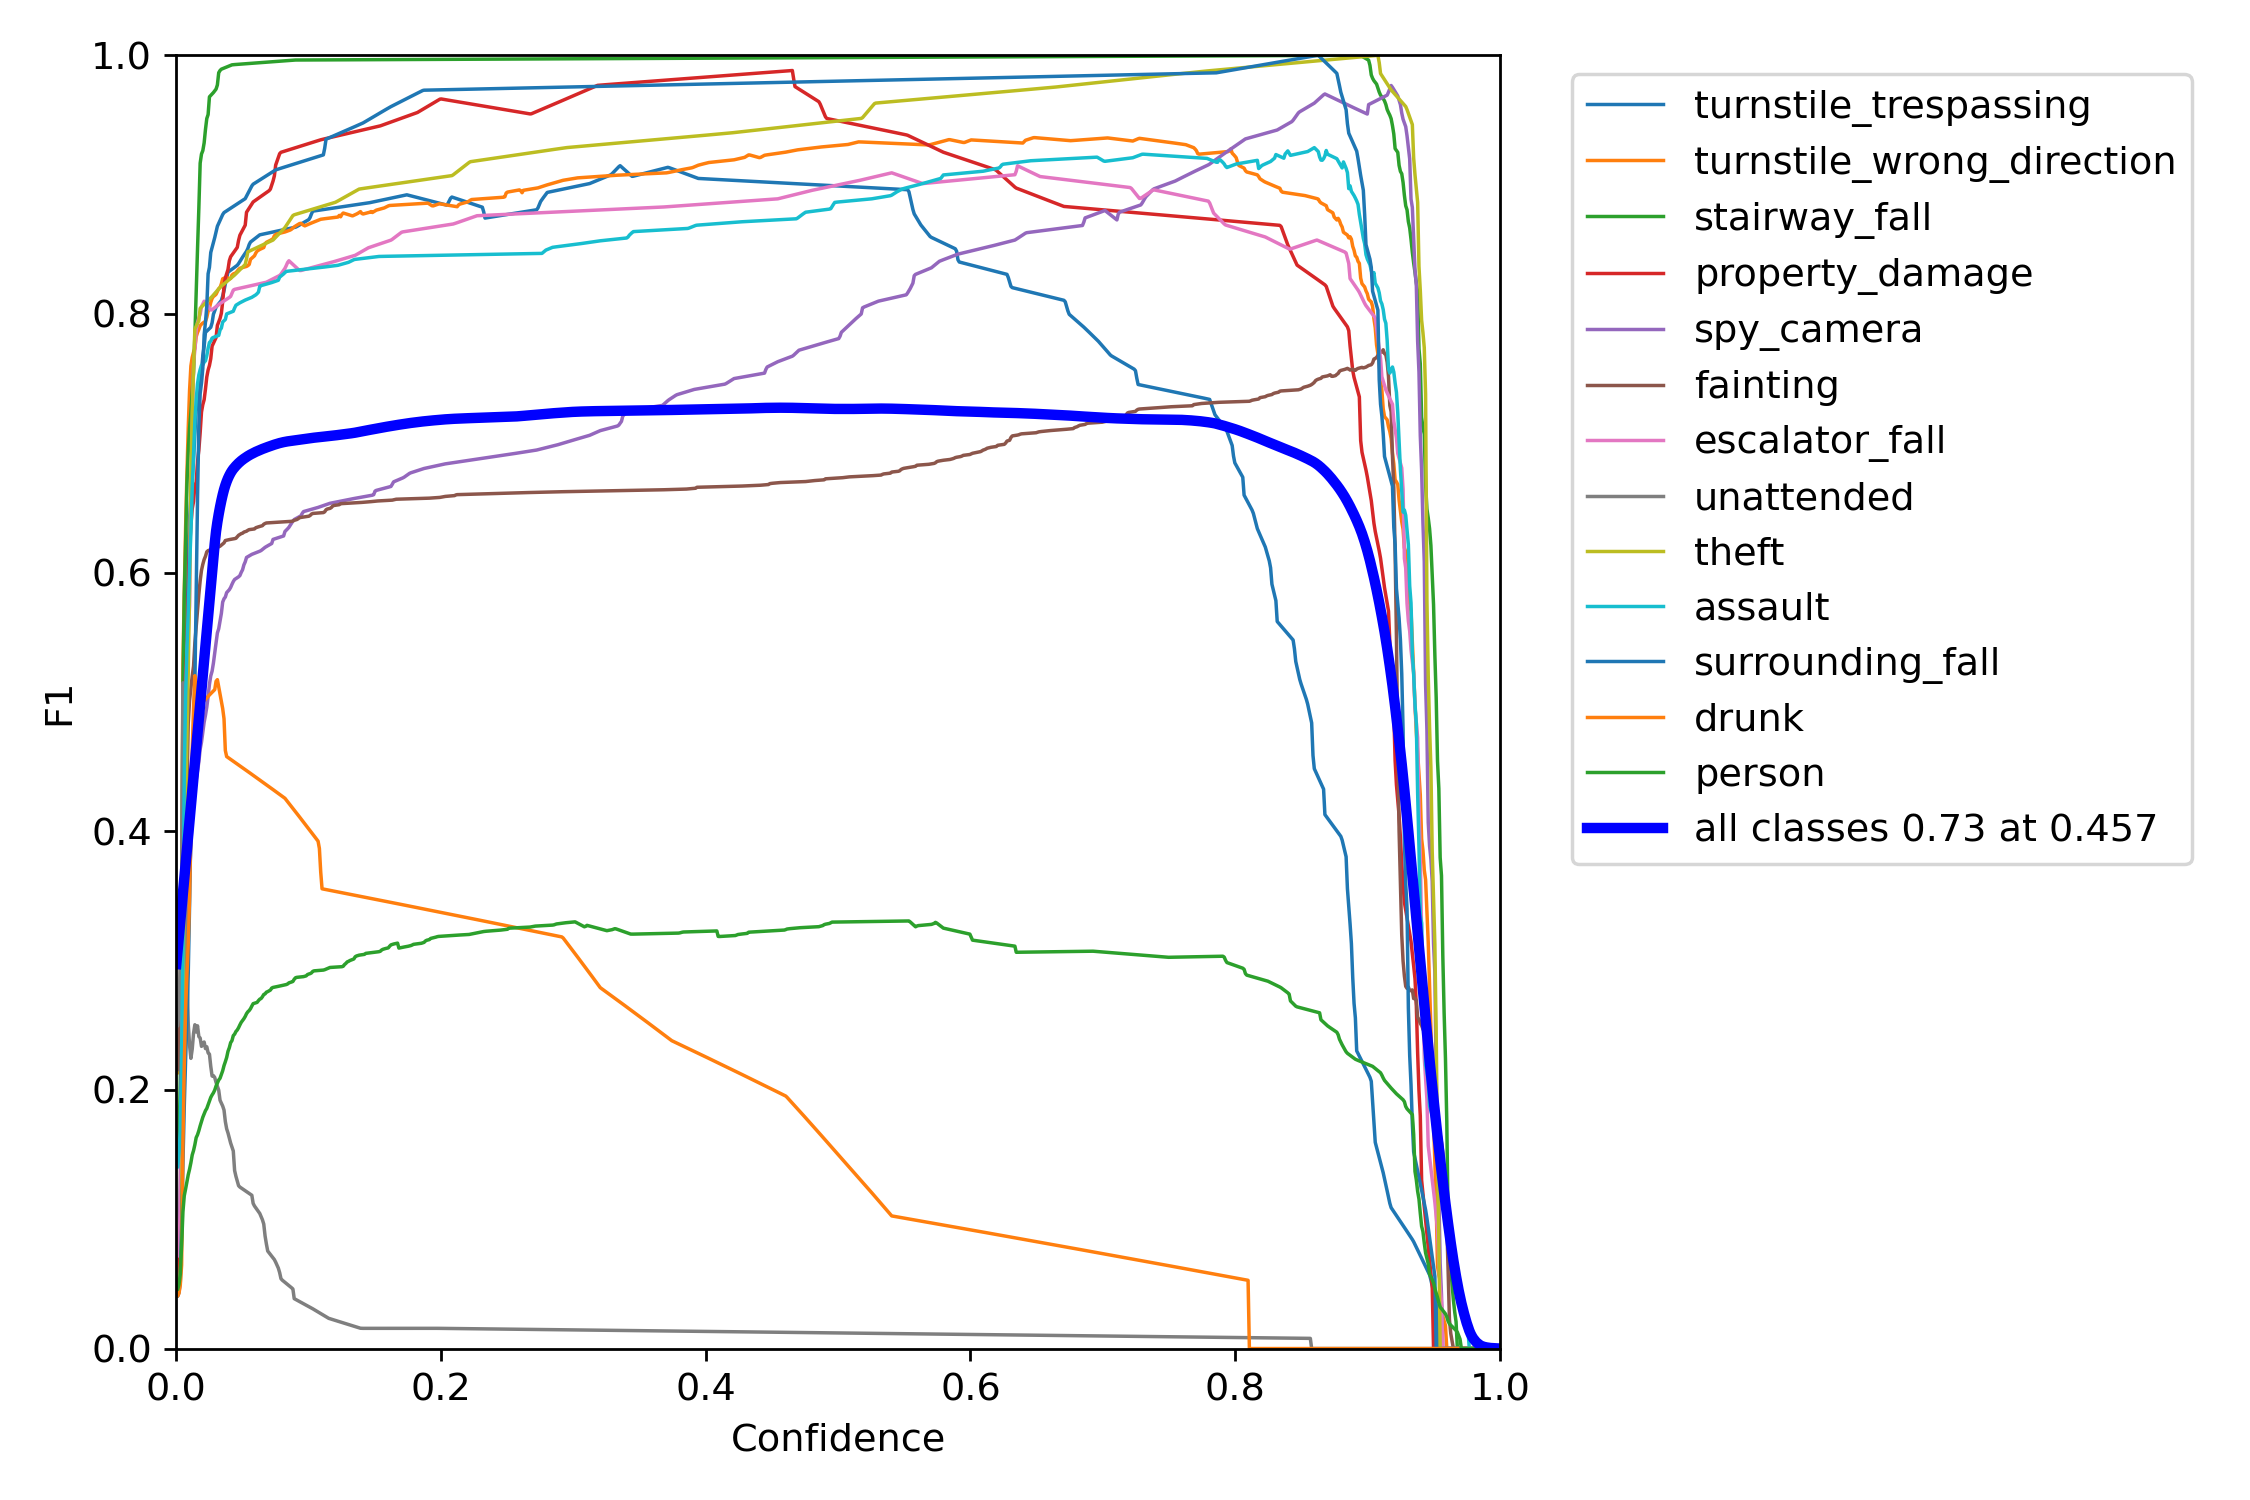 1.0
0.8
0.6
0.4
0.2
0.0
F1
0.0 0.2 0.4 0.6 0.8 1.0
Confidence
turnstile_trespassing
turnstile_wrong_direction
stairway_fall
property_damage
spy_camera
fainting
escalator_fall
unattended
theft
assault
surrounding_fall
drunk
person
all classes 0.73 at 0.457